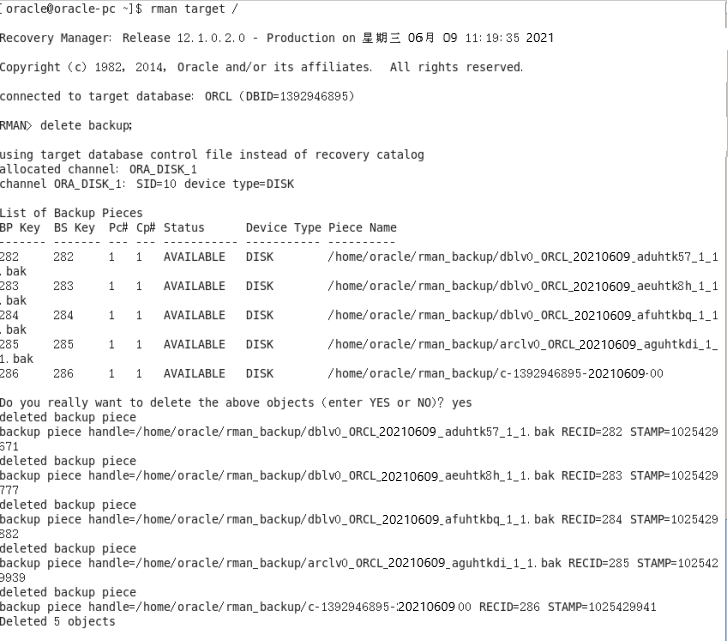 [oracle@oracle-pc ~]$ rman target /
Recovery Manager: Release 12.1.0.2.0 - Production on 星期三 06月 09 11:19:35 2021
Copyright (c) 1982, 2014, Oracle and/or its affiliates.  All rights reserved.
connected to target database: ORCL (DBID=1392946895)
RMAN> delete backup;
using target database control file instead of recovery catalog
allocated channel: ORA_DISK_1
channel ORA_DISK_1: SID=10 device type=DISK
List of Backup Pieces
BP Key  BS Key  Pc# Cp# Status      Device Type Piece Name
------- ------- --- --- ----------- ----------- ----------
282     282     1   1   AVAILABLE   DISK        /home/oracle/rman_backup/dblv0_ORCL_20210609_aduhtk57_1_1
.bak
283     283     1   1   AVAILABLE   DISK        /home/oracle/rman_backup/dblv0_ORCL_20210609_aeuhtk8h_1_1
.bak
284     284     1   1   AVAILABLE   DISK        /home/oracle/rman_backup/dblv0_ORCL_20210609_afuhtkbq_1_1
.bak
285     285     1   1   AVAILABLE   DISK        /home/oracle/rman_backup/arclv0_ORCL_20210609_aguhtkdi_1_
1.bak
286     286     1   1   AVAILABLE   DISK        /home/oracle/rman_backup/c-1392946895-20210609-00
Do you really want to delete the above objects (enter YES or NO)? yes
deleted backup piece
backup piece handle=/home/oracle/rman_backup/dblv0_ORCL_20210609_aduhtk57_1_1.bak RECID=282 STAMP=1025429
671
deleted backup piece
backup piece handle=/home/oracle/rman_backup/dblv0_ORCL_20210609_aeuhtk8h_1_1.bak RECID=283 STAMP=1025429
777
deleted backup piece
backup piece handle=/home/oracle/rman_backup/dblv0_ORCL_20210609_afuhtkbq_1_1.bak RECID=284 STAMP=1025429
882
deleted backup piece
backup piece handle=/home/oracle/rman_backup/arclv0_ORCL_20210609_aguhtkdi_1_1.bak RECID=285 STAMP=102542
9939
deleted backup piece
backup piece handle=/home/oracle/rman_backup/c-1392946895-20210609 00 RECID=286 STAMP=1025429941
Deleted 5 objects